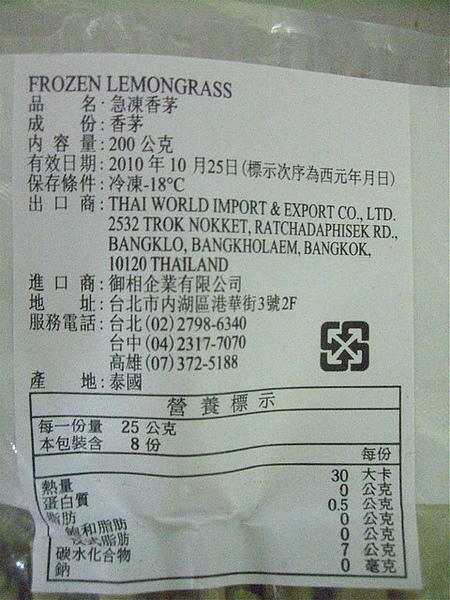 FROZEN LEMONGRASS
品 名：急凍香茅
成 份：香茅
內 容 量：200 公克
有效日期：2010 年 10 月25日(標示次序為西元年月日)
保存條件：冷凍-18°C
出 口 商：THAI WORLD IMPORT & EXPORT CO., LTD.
2532 TROK NOKKET, RATCHADAPHISEK RD.,
BANGKLO, BANGKHOLAEM, BANGKOK,
10120 THAILAND
進 口 商：御相企業有限公司
地 址：台北市內湖區港華街3號2F
服務電話：台北(02) 2798-6340
台中(04) 2317-7070
高雄(07) 372-5188
產 地：泰國
營養標示
每一份量 25 公克
本包裝含 8 份
每份
熱量 30 大卡
蛋白質 0 公克
脂肪 0.5 公克
飽和脂肪 0 公克
反式脂肪 0 公克
碳水化合物 7 公克
鈉 0 毫克